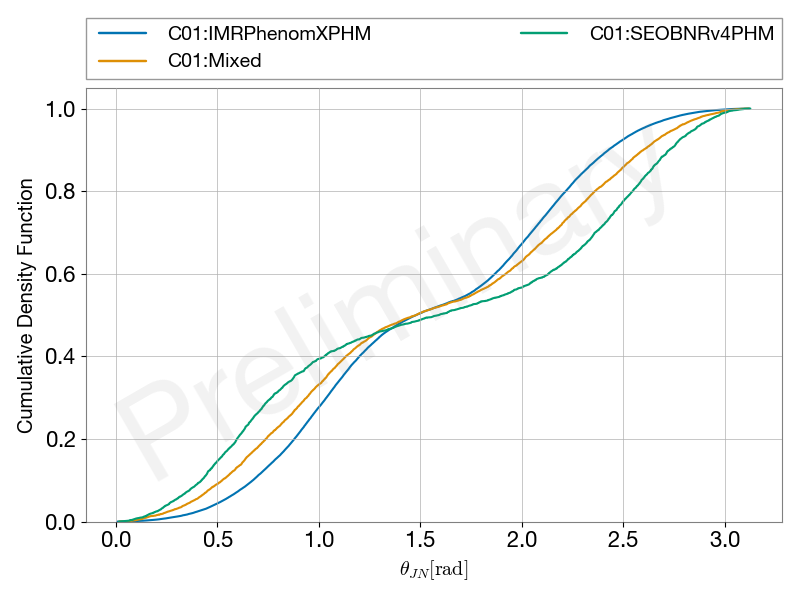 C01:IMRPhenomXPHM
C01:Mixed
C01:SEOBNRv4PHM
Preliminary
Cumulative Density Function
1.0
0.8
0.6
0.4
0.2
0.0
0.0 0.5 1.0 1.5 2.0 2.5 3.0
θ_JN[rad]